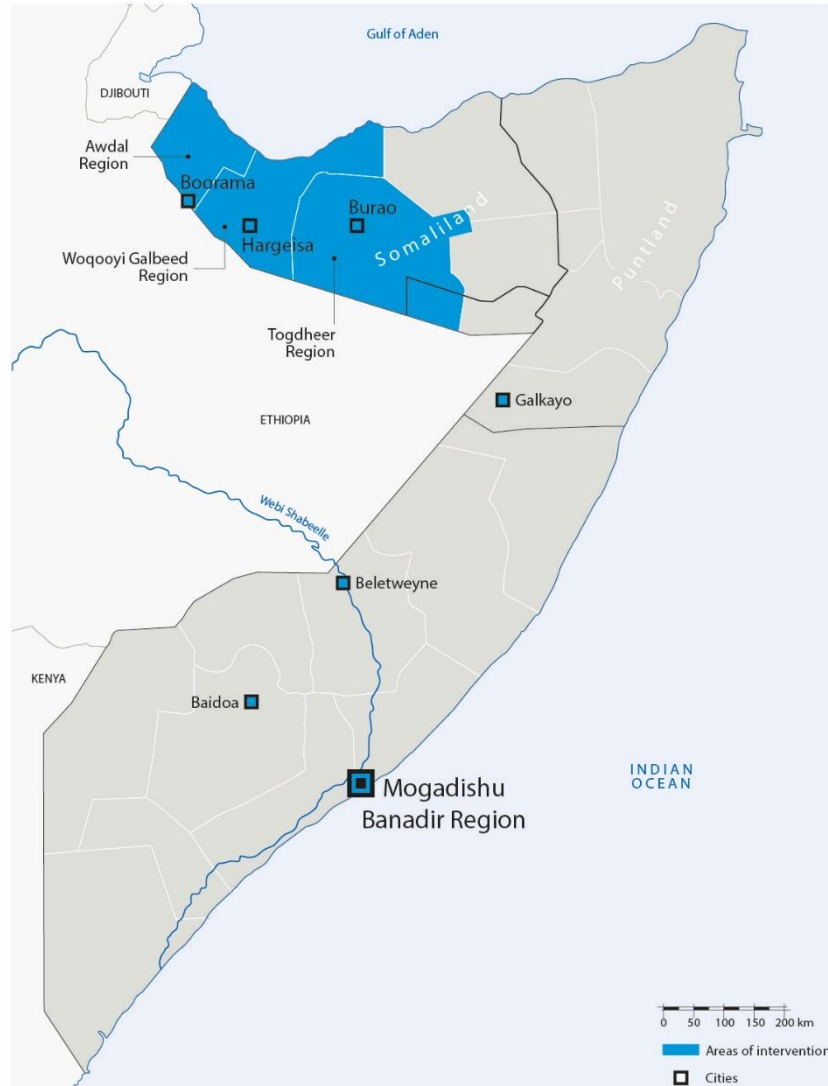 Gulf of Aden
DJIBOUTI
Awdal
Region
Boorama
Burao
Hargeisa
Somaliland
Puntland
Woqooyi Galbeed
Region
Togdheer
Region
Galkayo
ETHIOPIA
Webi Shabeelle
Beletweyne
KENYA
Baidoa
INDIAN
OCEAN
Mogadishu
Banadir Region
0 50 100 150 200 km
Areas of intervention
Cities